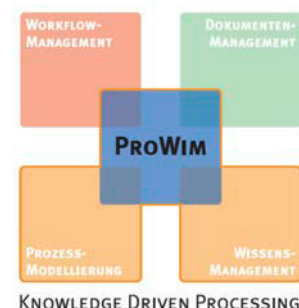 WORKFLOW-
MANAGEMENT
DOKUMENTEN-
MANAGEMENT
PROWIM
PROZESS-
MODELLIERUNG
WISSENS-
MANAGEMENT
KNOWLEDGE DRIVEN PROCESSING